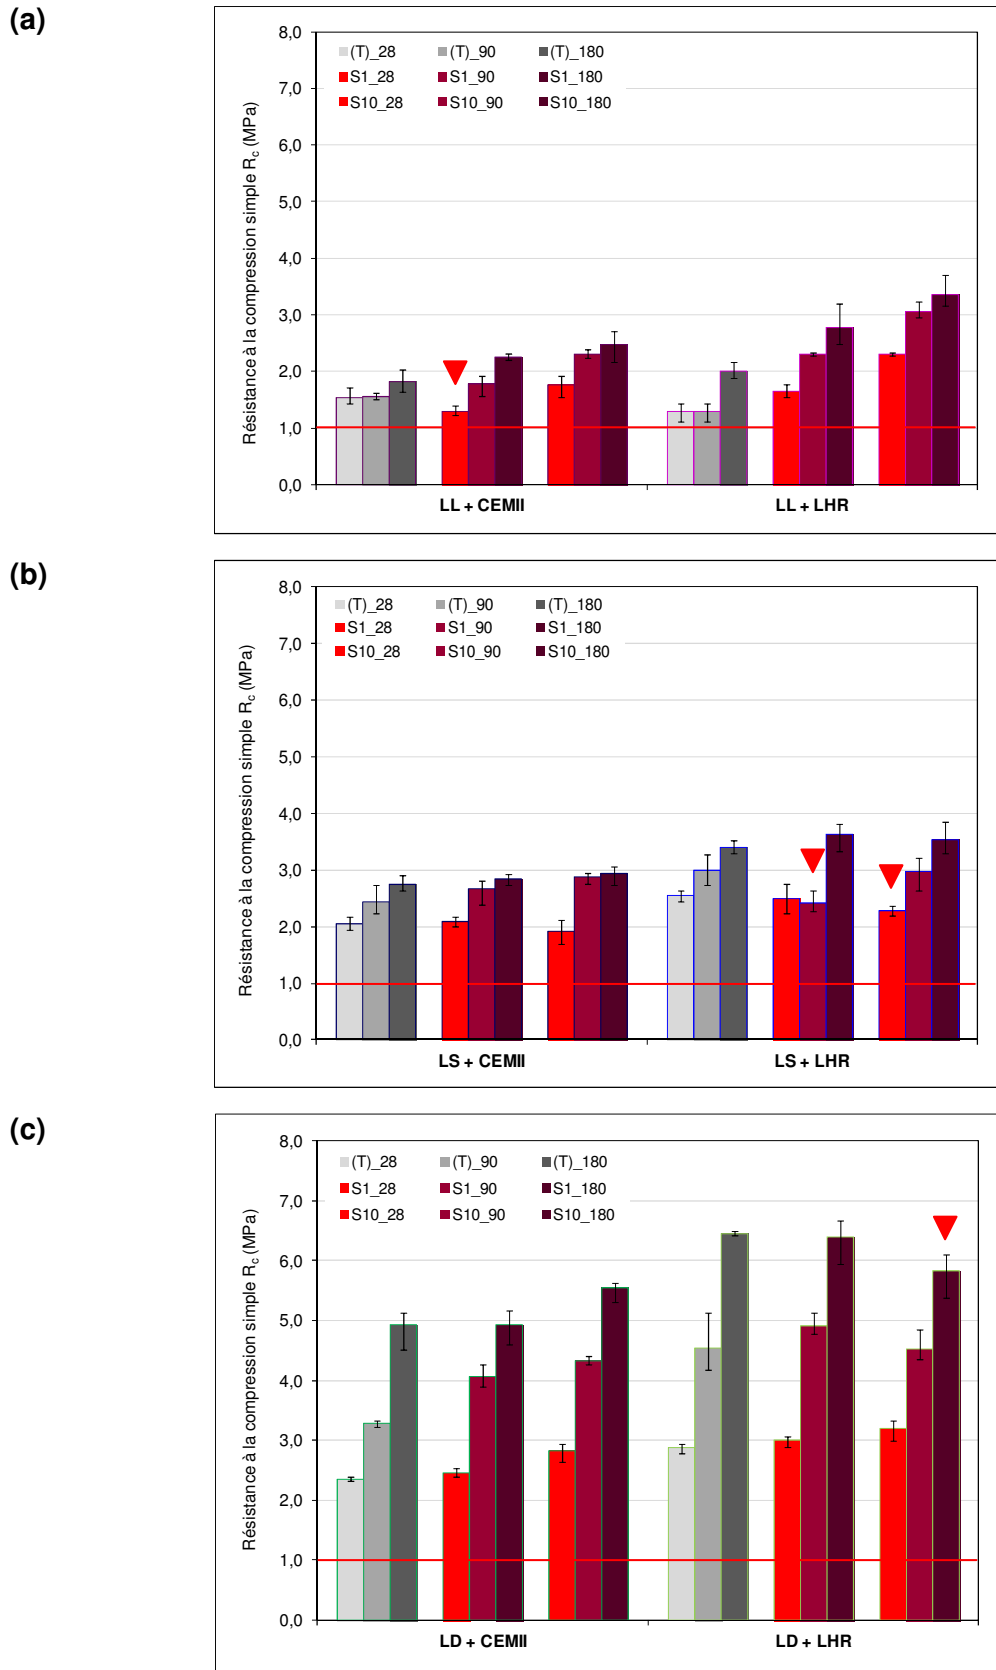 (a)
Résistance à la compression simple R_c (MPa)
8,0
7,0
6,0
5,0
4,0
3,0
2,0
1,0
0,0
(T)_28 (T)_90 (T)_180
S1_28 S1_90 S1_180
S10_28 S10_90 S10_180
LL + CEMII LL + LHR
(b)
Résistance à la compression simple R_c (MPa)
8,0
7,0
6,0
5,0
4,0
3,0
2,0
1,0
0,0
(T)_28 (T)_90 (T)_180
S1_28 S1_90 S1_180
S10_28 S10_90 S10_180
LS + CEMII LS + LHR
(c)
Résistance à la compression simple R_c (MPa)
8,0
7,0
6,0
5,0
4,0
3,0
2,0
1,0
0,0
(T)_28 (T)_90 (T)_180
S1_28 S1_90 S1_180
S10_28 S10_90 S10_180
LD + CEMII LD + LHR